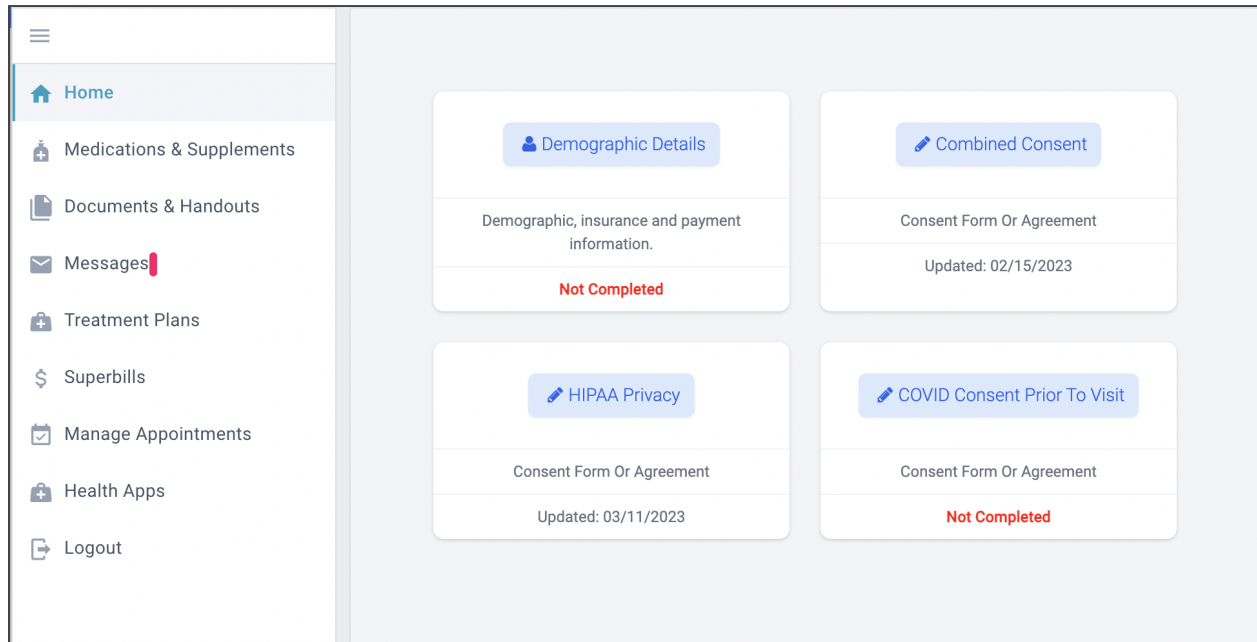 Home
Medications & Supplements
Documents & Handouts
Messages
Treatment Plans
Superbills
Manage Appointments
Health Apps
Logout
Demographic Details
Demographic, insurance and payment
information.
Not Completed
Combined Consent
Consent Form Or Agreement
Updated: 02/15/2023
HIPAA Privacy
Consent Form Or Agreement
Updated: 03/11/2023
COVID Consent Prior To Visit
Consent Form Or Agreement
Not Completed